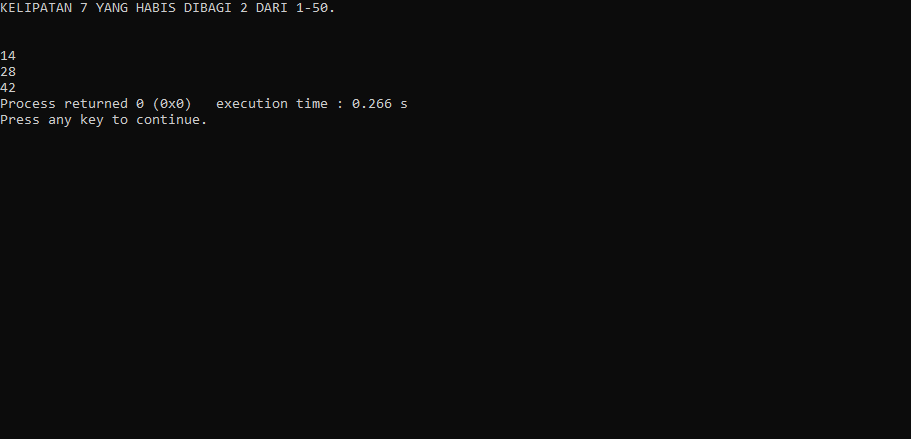 KELIPATAN 7 YANG HABIS DIBAGI 2 DARI 1-50.
14
28
42
Process returned 0 (0x0)   execution time : 0.266 s
Press any key to continue.